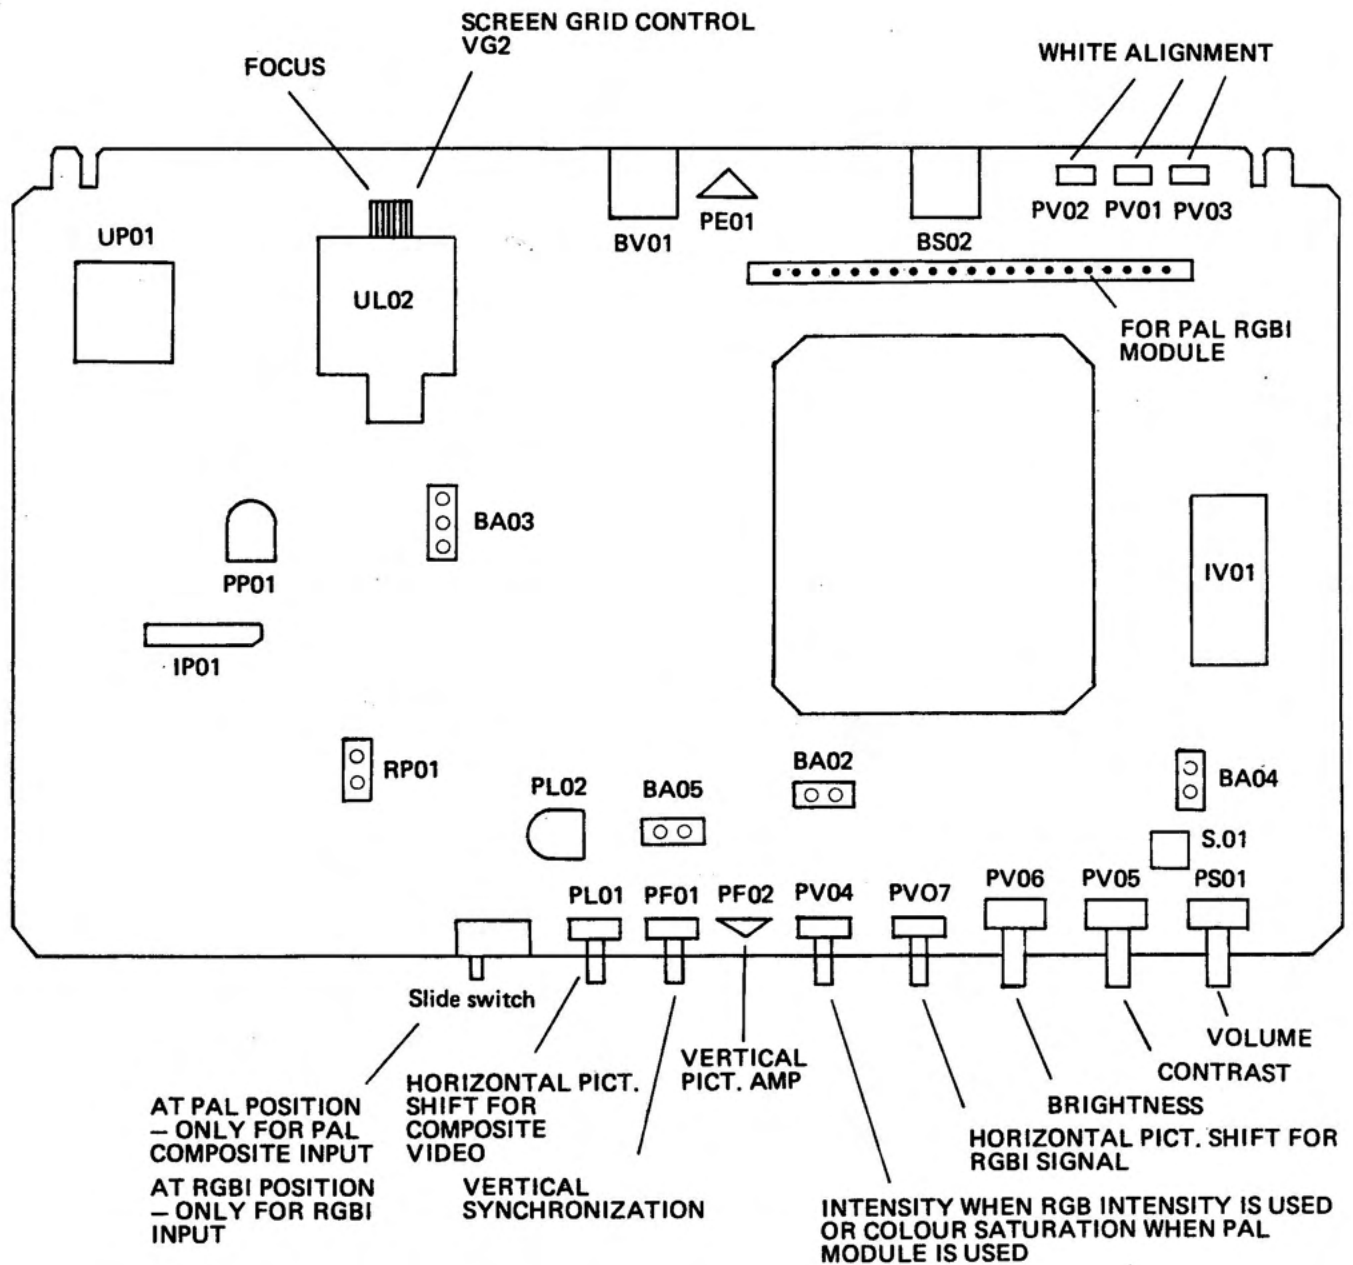 SCREEN GRID CONTROL
VG2
FOCUS
WHITE ALIGNMENT
UP01
UL02
BV01
PE01
BS02
PV02
PV01
PV03
FOR PAL RGBI
MODULE
BA03
PP01
IP01
IV01
RP01
PL02
BA05
BA02
BA04
S.01
PL01
PF01
PF02
PV04
PVO7
PV06
PV05
PS01
Slide switch
AT PAL POSITION
– ONLY FOR PAL
COMPOSITE INPUT
AT RGBI POSITION
– ONLY FOR RGBI
INPUT
HORIZONTAL PICT.
SHIFT FOR
COMPOSITE
VIDEO
VERTICAL
SYNCHRONIZATION
VERTICAL
PICT. AMP
VOLUME
CONTRAST
BRIGHTNESS
HORIZONTAL PICT. SHIFT FOR
RGBI SIGNAL
INTENSITY WHEN RGB INTENSITY IS USED
OR COLOUR SATURATION WHEN PAL
MODULE IS USED